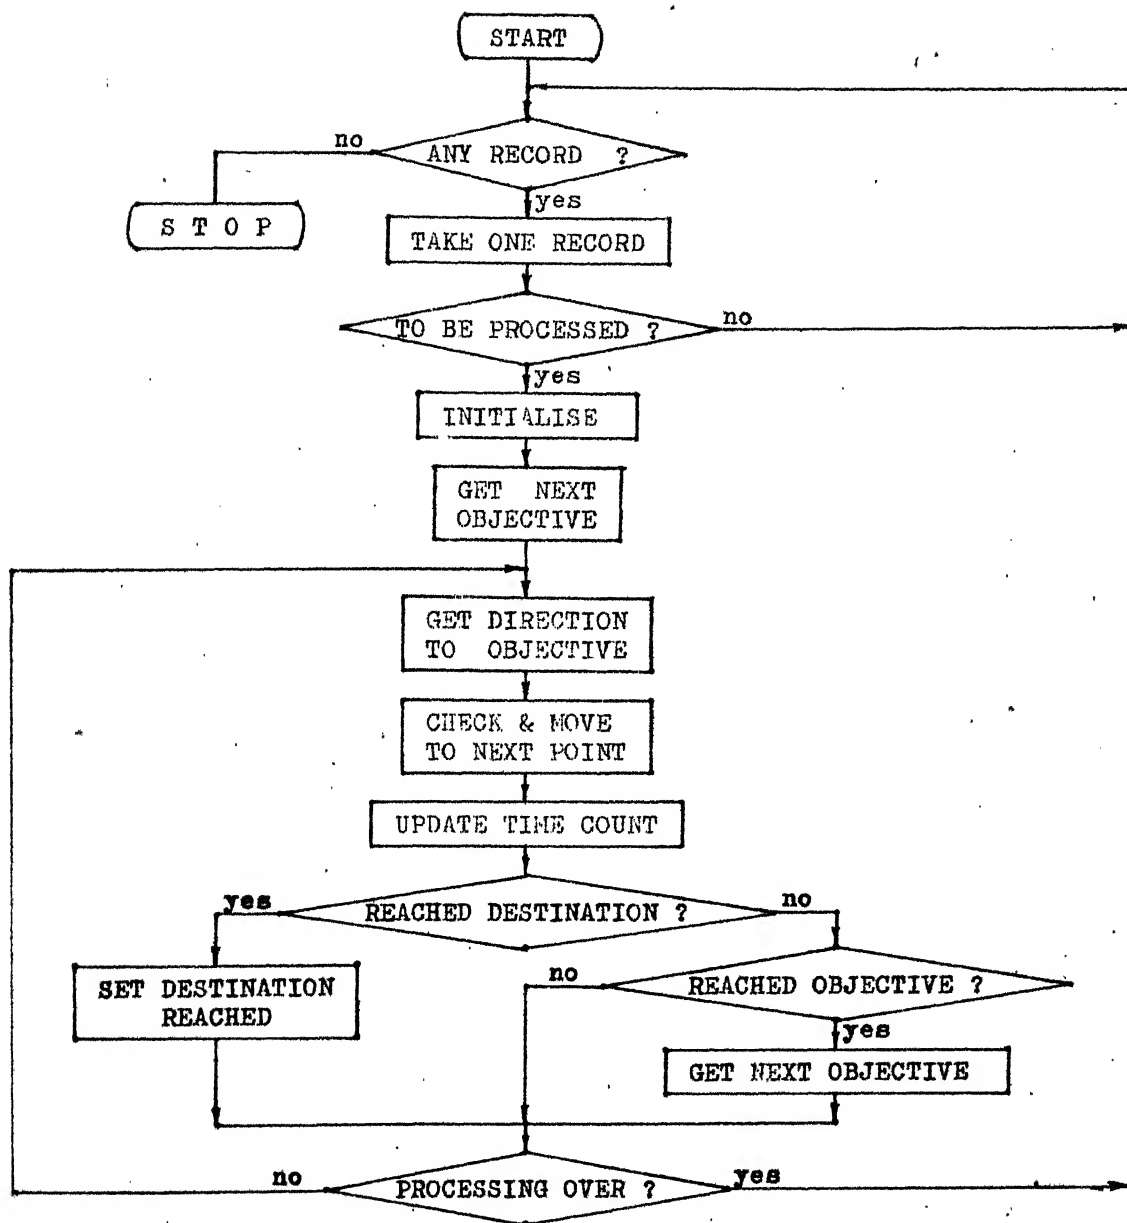 START
no
ANY RECORD ?
yes
S T O P
TAKE ONE RECORD
TO BE PROCESSED ?
no
yes
INITIALISE
GET NEXT
OBJECTIVE
GET DIRECTION
TO OBJECTIVE
CHECK & MOVE
TO NEXT POINT
UPDATE TIME COUNT
yes
REACHED DESTINATION ?
no
SET DESTINATION
REACHED
no
REACHED OBJECTIVE ?
yes
GET NEXT OBJECTIVE
no
PROCESSING OVER ?
yes